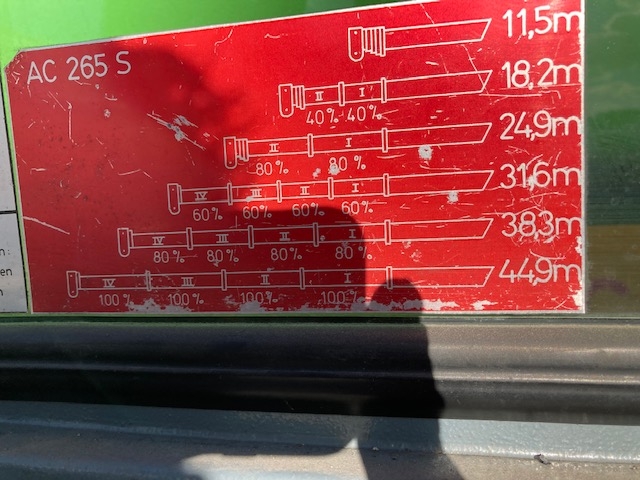 11,5m
AC 265 S
18,2m
II I
40% 40%
24,9m
II I
80% 80%
31,6m
IV III II I
60% 60% 60% 60%
38,3m
IV III II I
80% 80% 80% 80%
44,9m
IV III II I
100% 100% 100% 100%